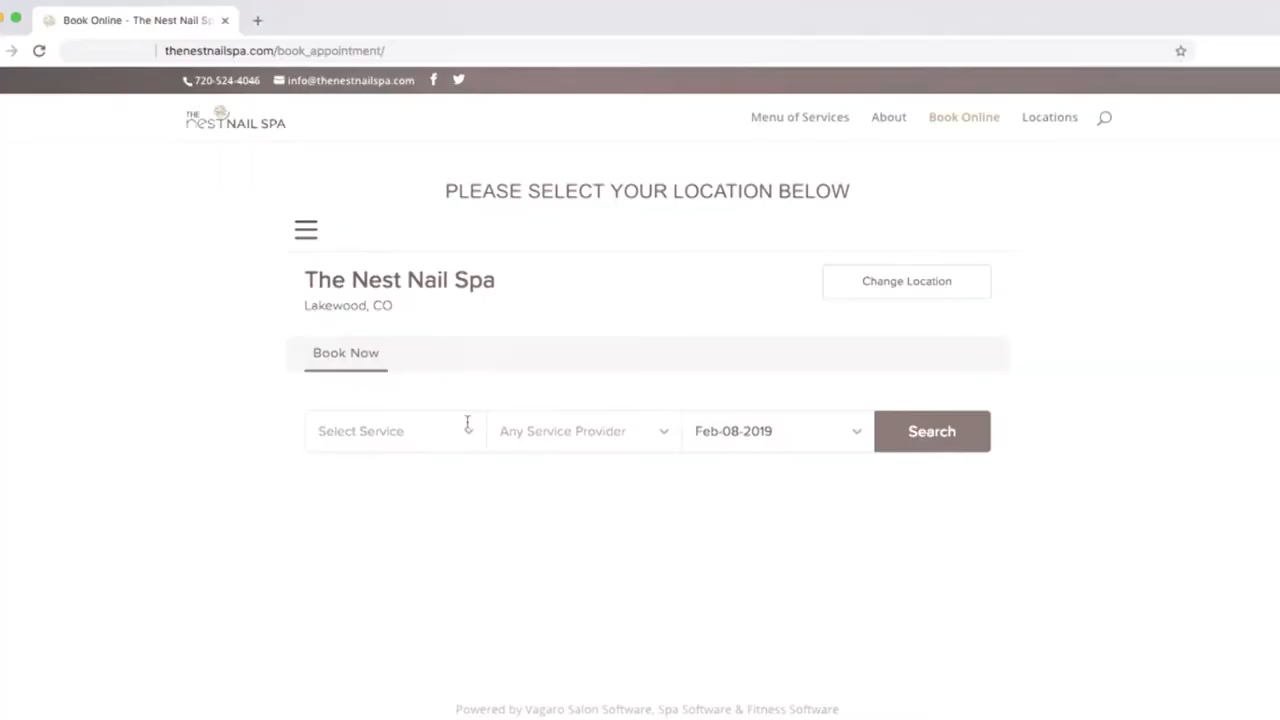 Book Online - The Nest Nail Sp
thenestnailspa.com/book_appointment/
720-524-4046 info@thenestnailspa.com
THE nesT NAIL SPA
Menu of Services About Book Online Locations
PLEASE SELECT YOUR LOCATION BELOW
The Nest Nail Spa
Change Location
Lakewood, CO
Book Now
Select Service Any Service Provider Feb-08-2019 Search
Powered by Vagaro Salon Software, Spa Software & Fitness Software